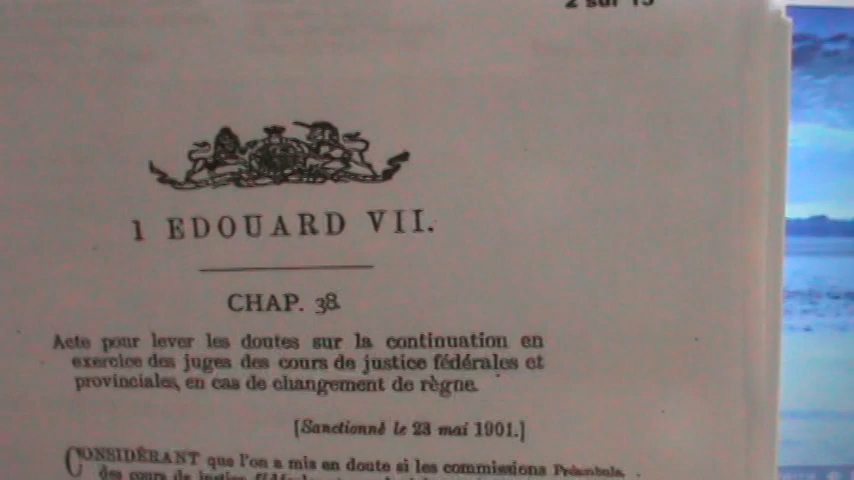 2 sur 15
1 EDOUARD VII.
CHAP. 38
Acte pour lever les doutes sur la continuation en
exercice des juges des cours de justice fédérales et
provinciales, en cas de changement de règne.
[Sanctionné le 23 mai 1901.]
CONSIDÉRANT que l'on a mis en doute si les commissions Préambule.
des cours de justice